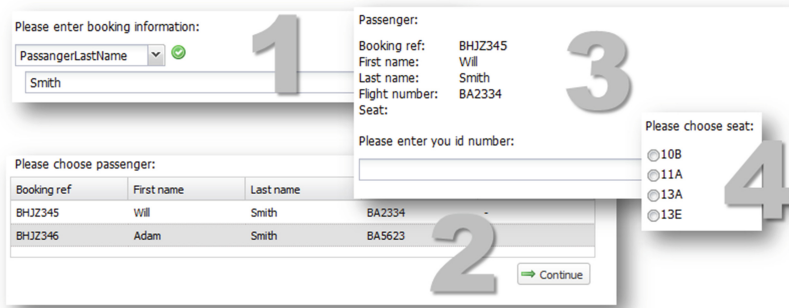 Please enter booking information:
PassangerLastName
Smith
1
Please choose passenger:
Booking ref First name Last name
BHJZ345 Will Smith BA2334 -
BHJZ346 Adam Smith BA5623
Continue
2
Passenger:
Booking ref: BHJZ345
First name: Will
Last name: Smith
Flight number: BA2334
Seat:
Please enter you id number:
3
Please choose seat:
10B
11A
13A
13E
4